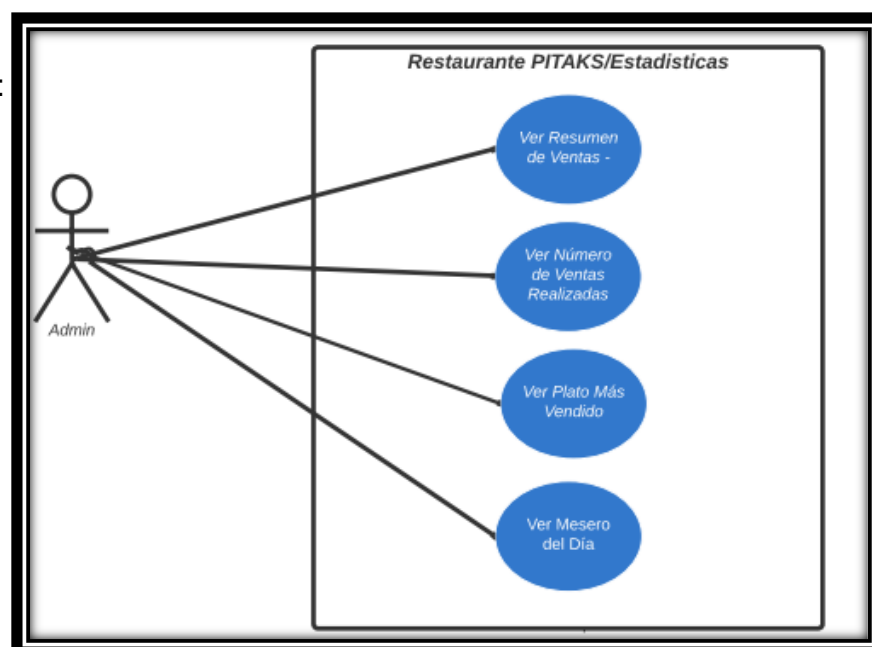 :
Restaurante PITAKS/Estadisticas
Ver Resumen
de Ventas -
Ver Número
de Ventas
Realizadas
Admin
Ver Plato Más
Vendido
Ver Mesero
del Día